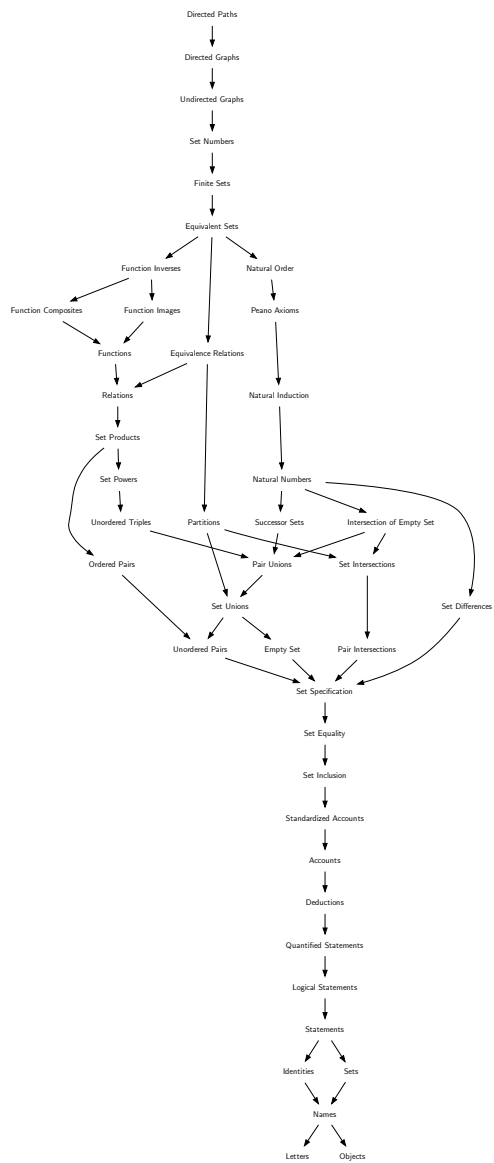 Directed Paths
Directed Graphs
Undirected Graphs
Set Numbers
Finite Sets
Equivalent Sets
Function Inverses
Natural Order
Function Composites
Function Images
Peano Axioms
Functions
Equivalence Relations
Relations
Natural Induction
Set Products
Set Powers
Natural Numbers
Unordered Triples
Partitions
Successor Sets
Intersection of Empty Set
Ordered Pairs
Pair Unions
Set Intersections
Set Unions
Set Differences
Unordered Pairs
Empty Set
Pair Intersections
Set Specification
Set Equality
Set Inclusion
Standardized Accounts
Accounts
Deductions
Quantified Statements
Logical Statements
Statements
Identities
Sets
Names
Letters
Objects